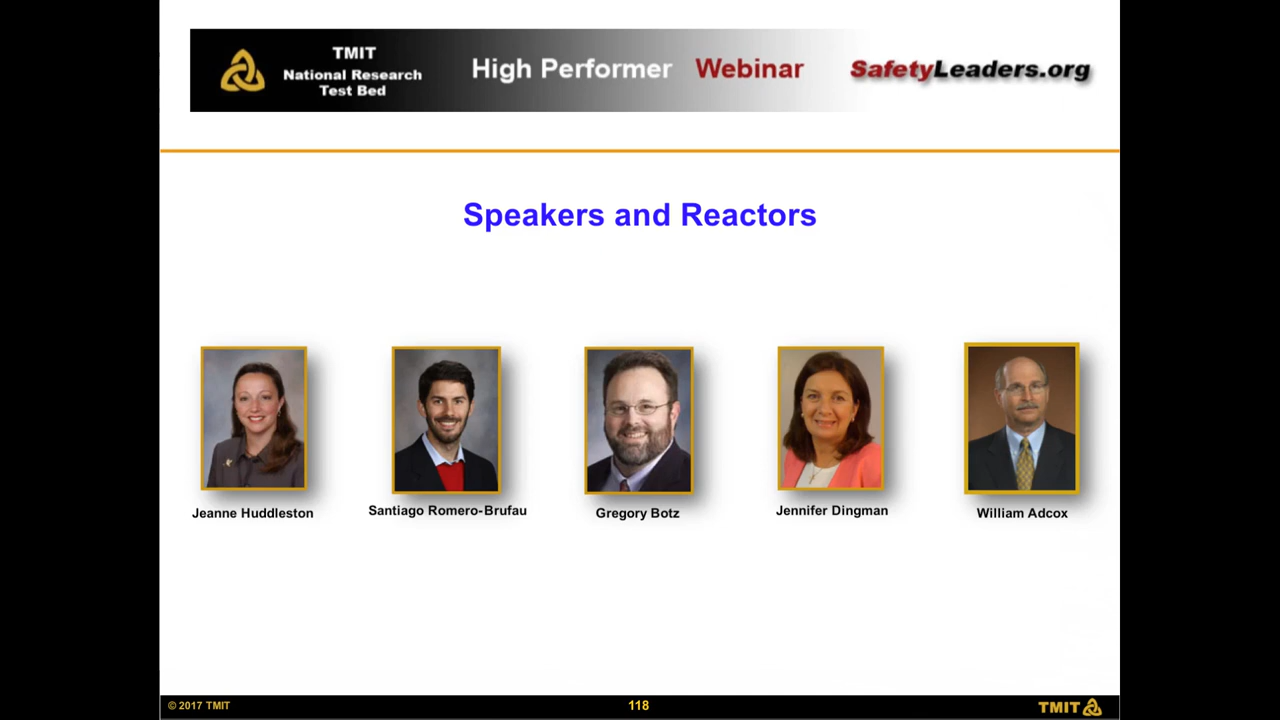 TMIT
National Research
Test Bed
High Performer Webinar
SafetyLeaders.org
Speakers and Reactors
Jeanne Huddleston
Santiago Romero-Brufau
Gregory Botz
Jennifer Dingman
William Adcox
© 2017 TMIT
118
TMIT